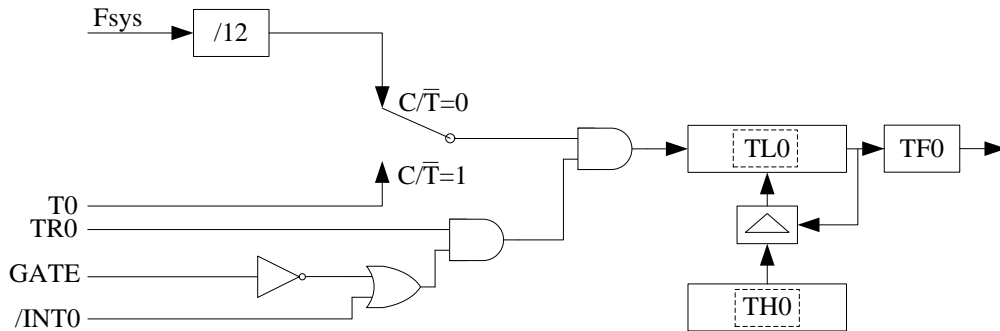 Fsys
/12
C/T̅=0
C/T̅=1
T0
TR0
GATE
/INT0
TL0
TF0
TH0